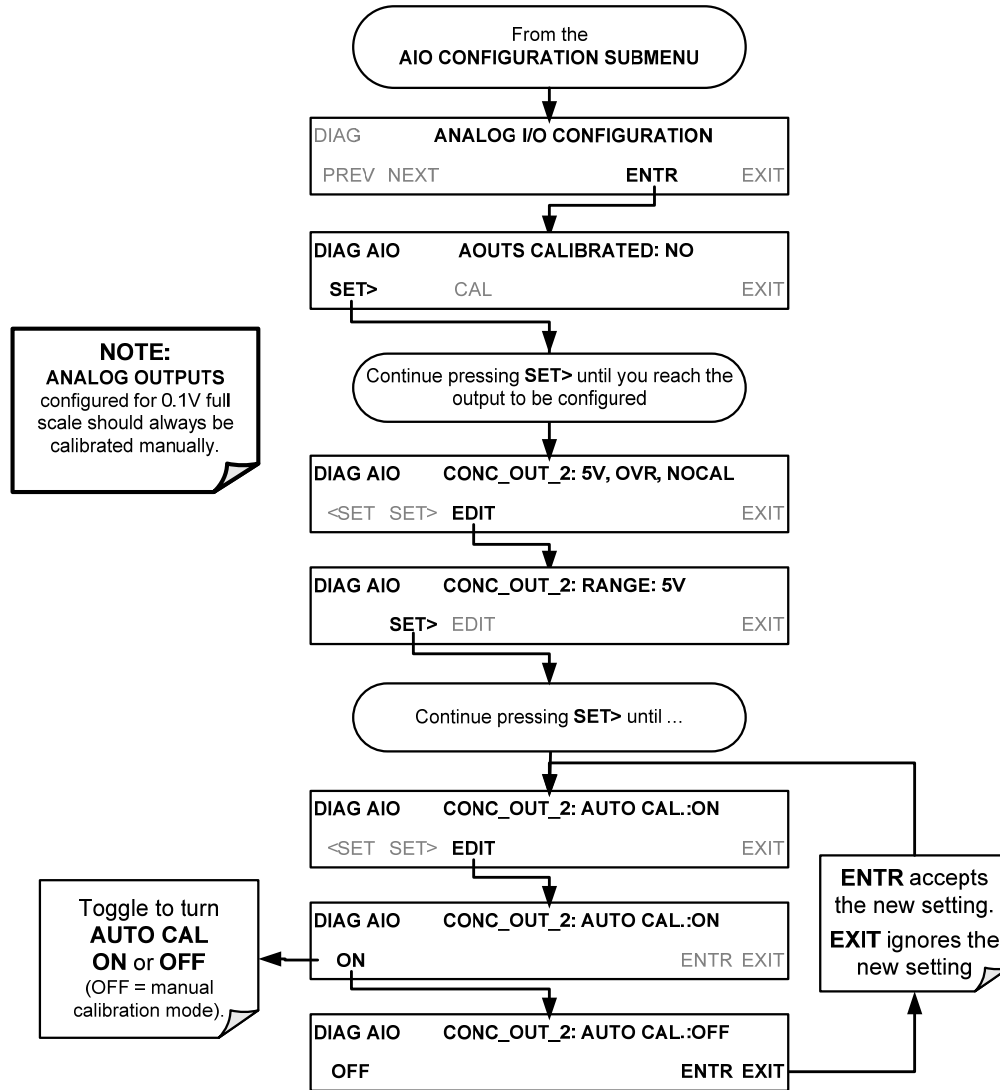 From the
AIO CONFIGURATION SUBMENU
DIAG ANALOG I/O CONFIGURATION
PREV NEXT ENTR EXIT
DIAG AIO AOUTS CALIBRATED: NO
SET> CAL EXIT
NOTE:
ANALOG OUTPUTS
configured for 0.1V full
scale should always be
calibrated manually.
Continue pressing SET> until you reach the
output to be configured
DIAG AIO CONC_OUT_2: 5V, OVR, NOCAL
<SET SET> EDIT EXIT
DIAG AIO CONC_OUT_2: RANGE: 5V
SET> EDIT EXIT
Continue pressing SET> until ...
DIAG AIO CONC_OUT_2: AUTO CAL.:ON
<SET SET> EDIT EXIT
ENTR accepts
the new setting.
EXIT ignores the
new setting
Toggle to turn
AUTO CAL
ON or OFF
(OFF = manual
calibration mode).
DIAG AIO CONC_OUT_2: AUTO CAL.:ON
ON ENTR EXIT
DIAG AIO CONC_OUT_2: AUTO CAL.:OFF
OFF ENTR EXIT